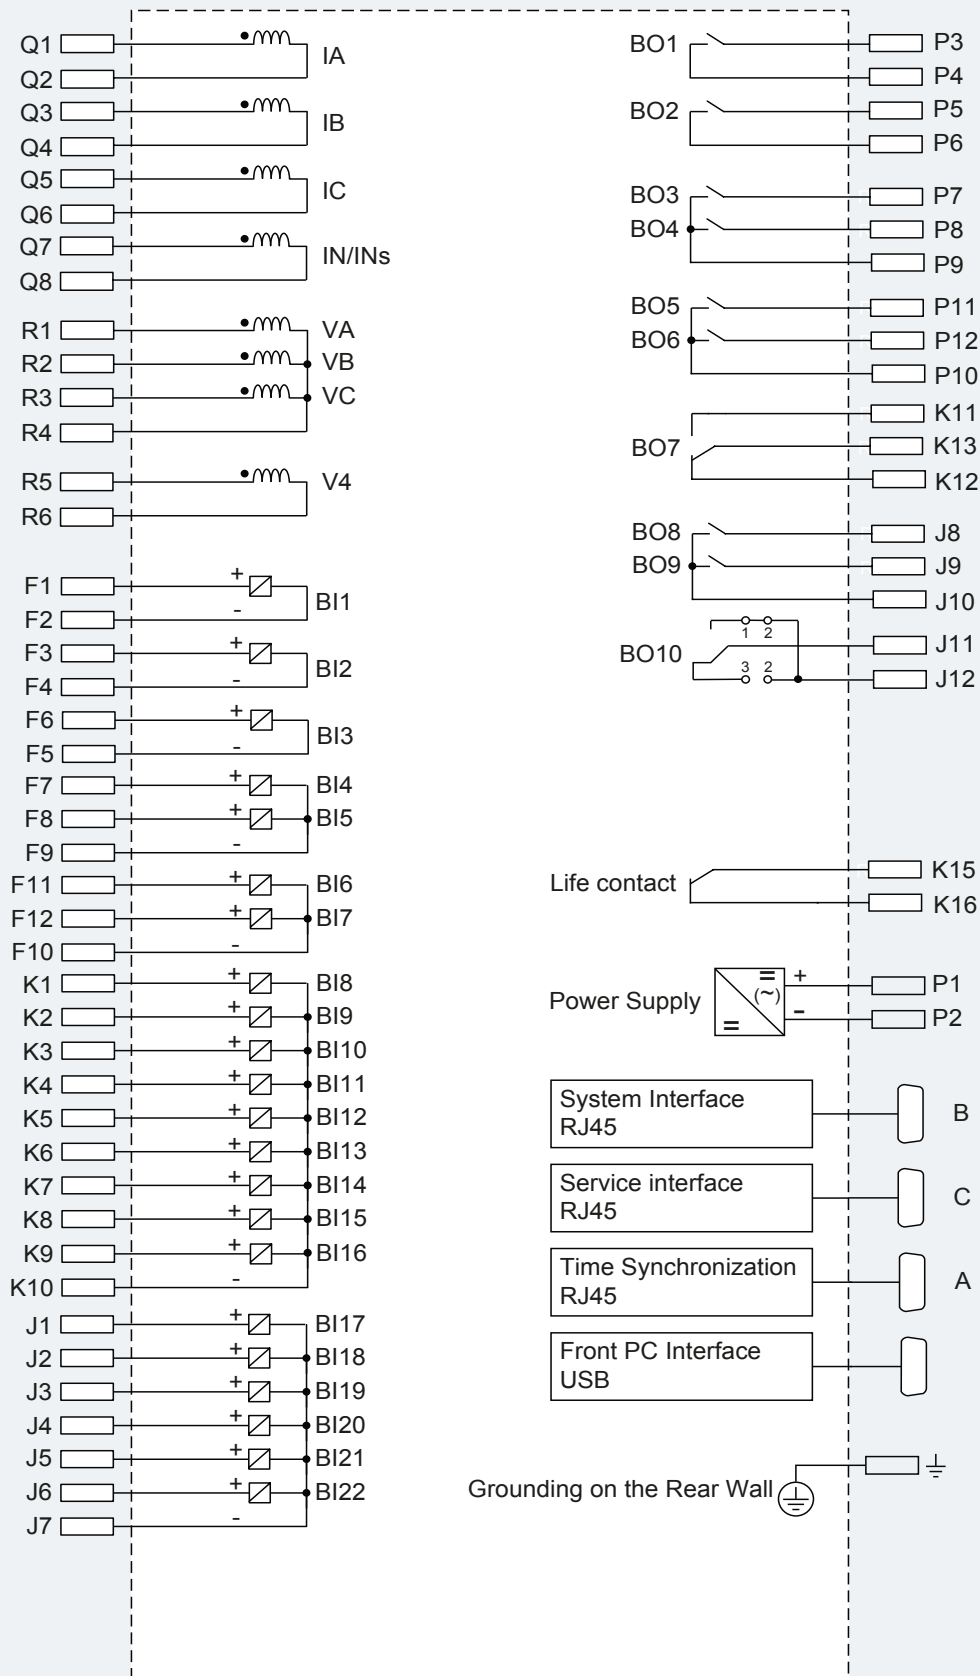 Q1
IA
Q2
Q3
IB
Q4
Q5
IC
Q6
Q7
IN/INs
Q8
R1 VA
R2 VB
R3 VC
R4
R5 V4
R6
F1 +
BI1
F2 -
F3 +
BI2
F4 -
F6 +
BI3
F5 -
F7 + BI4
F8 + BI5
F9 -
F11 + BI6
F12 + BI7
F10 -
K1 + BI8
K2 + BI9
K3 + BI10
K4 + BI11
K5 + BI12
K6 + BI13
K7 + BI14
K8 + BI15
K9 + BI16
K10 -
J1 + BI17
J2 + BI18
J3 + BI19
J4 + BI20
J5 + BI21
J6 + BI22
J7 -
BO1 P3
P4
BO2 P5
P6
BO3 P7
BO4 P8
P9
BO5 P11
BO6 P12
P10
K11
BO7 K13
K12
BO8 J8
BO9 J9
J10
1 2
BO10 J11
3 2
J12
Life contact K15
K16
Power Supply = (~) = + P1
- P2
System Interface
RJ45
B
Service interface
RJ45
C
Time Synchronization
RJ45
A
Front PC Interface
USB
Grounding on the Rear Wall